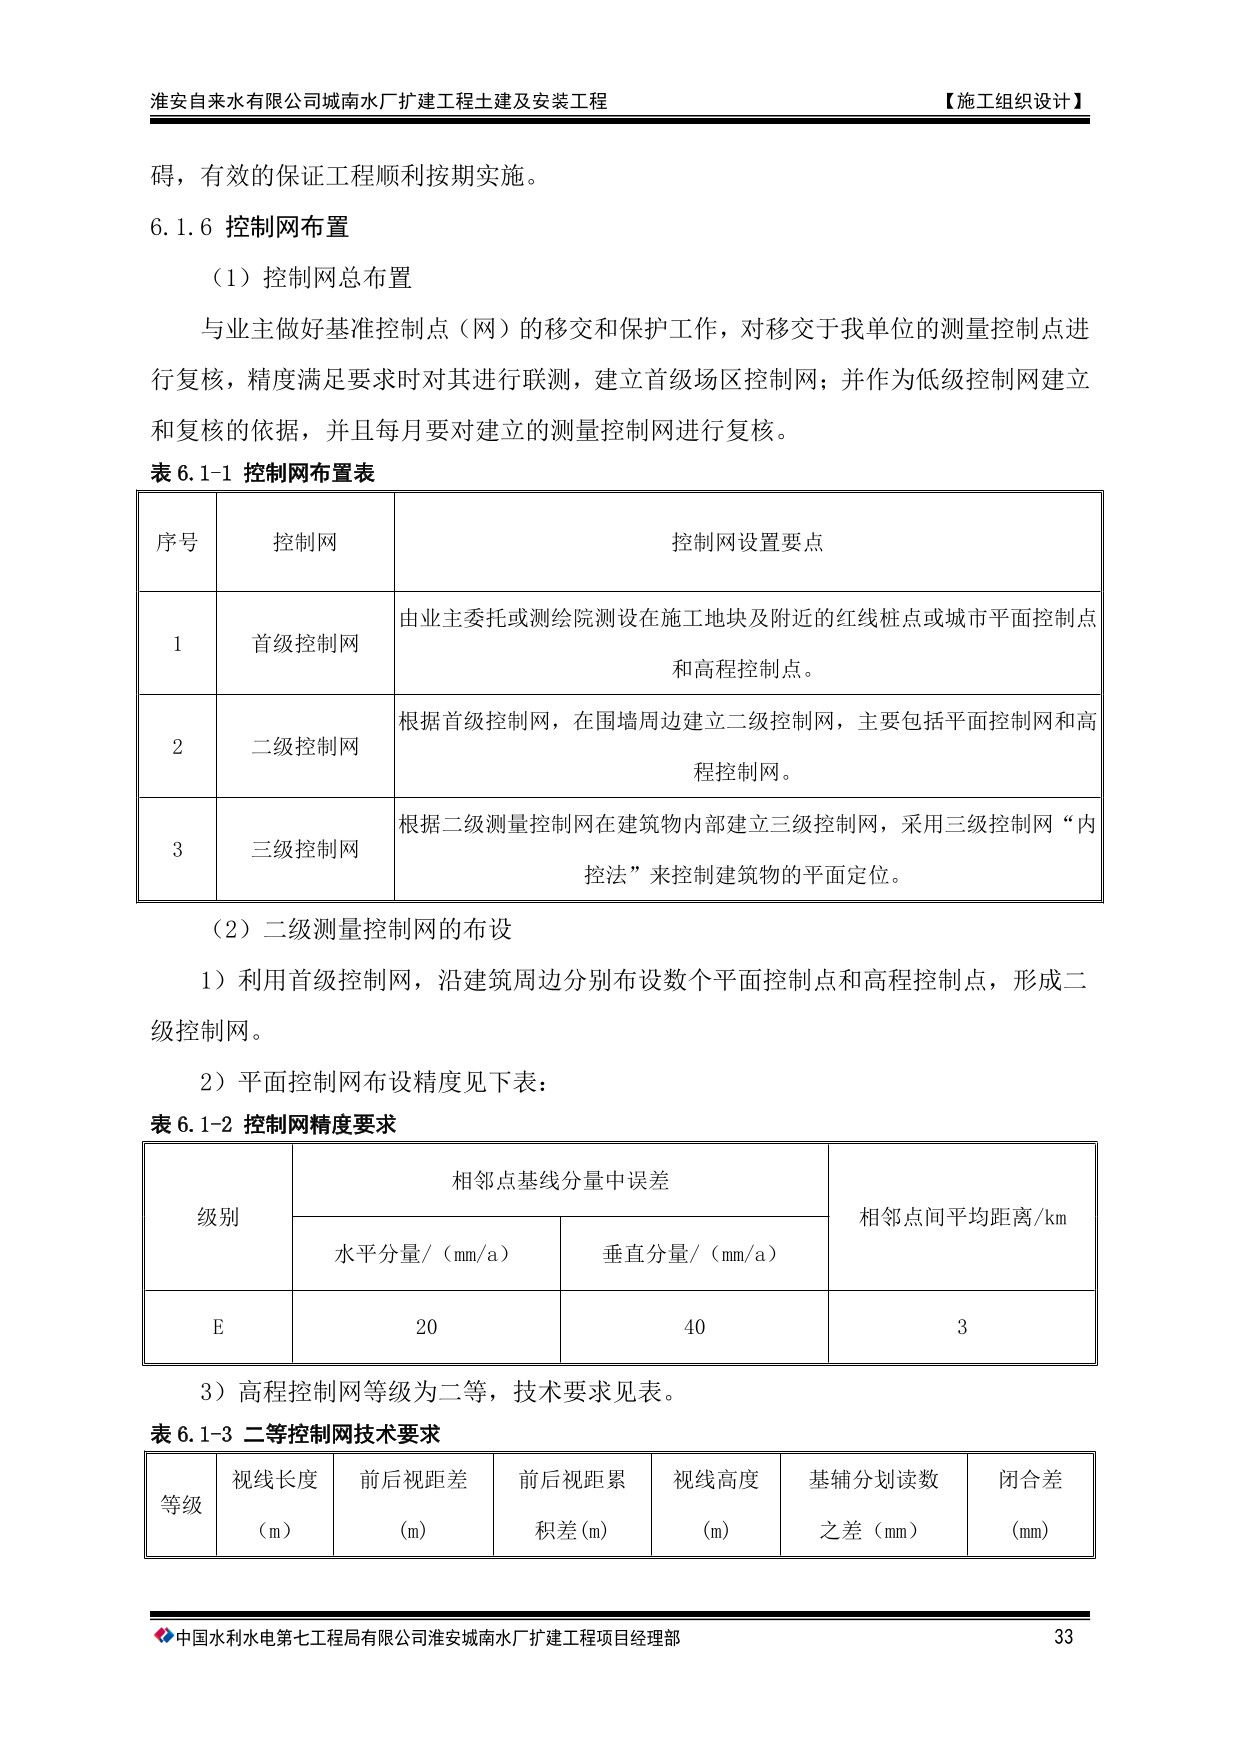 淮安自来水有限公司城南水厂扩建工程土建及安装工程 【施工组织设计】
碍，有效的保证工程顺利按期实施。
6.1.6 控制网布置
（1）控制网总布置
与业主做好基准控制点（网）的移交和保护工作，对移交于我单位的测量控制点进
行复核，精度满足要求时对其进行联测，建立首级场区控制网；并作为低级控制网建立
和复核的依据，并且每月要对建立的测量控制网进行复核。
表 6.1-1 控制网布置表
序号 控制网 控制网设置要点
1 首级控制网 由业主委托或测绘院测设在施工地块及附近的红线桩点或城市平面控制点
和高程控制点。
2 二级控制网 根据首级控制网，在围墙周边建立二级控制网，主要包括平面控制网和高
程控制网。
3 三级控制网 根据二级测量控制网在建筑物内部建立三级控制网，采用三级控制网“内
控法”来控制建筑物的平面定位。
（2）二级测量控制网的布设
1）利用首级控制网，沿建筑周边分别布设数个平面控制点和高程控制点，形成二
级控制网。
2）平面控制网布设精度见下表：
表 6.1-2 控制网精度要求
级别 相邻点基线分量中误差 相邻点间平均距离/km
水平分量/（mm/a） 垂直分量/（mm/a）
E 20 40 3
3）高程控制网等级为二等，技术要求见表。
表 6.1-3 二等控制网技术要求
等级 视线长度 前后视距差 前后视距累 视线高度 基辅分划读数 闭合差
（m） (m) 积差(m) (m) 之差（mm） (mm)
中国水利水电第七工程局有限公司淮安城南水厂扩建工程项目经理部 33